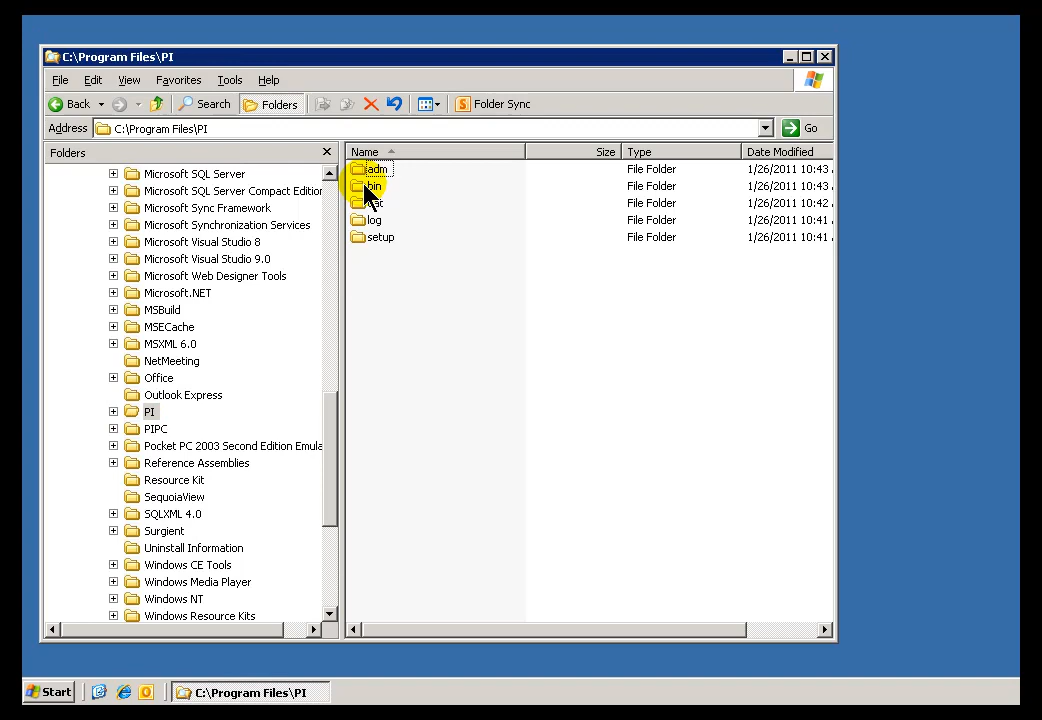 C:\Program Files\PI
File Edit View Favorites Tools Help
Back Search Folders Folder Sync
Address C:\Program Files\PI Go
Folders
Microsoft SQL Server
Microsoft SQL Server Compact Edition
Microsoft Sync Framework
Microsoft Synchronization Services
Microsoft Visual Studio 8
Microsoft Visual Studio 9.0
Microsoft Web Designer Tools
Microsoft.NET
MSBuild
MSECache
MSXML 6.0
NetMeeting
Office
Outlook Express
PI
PIPC
Pocket PC 2003 Second Edition Emula
Reference Assemblies
Resource Kit
SequoiaView
SQLXML 4.0
Surgient
Uninstall Information
Windows CE Tools
Windows Media Player
Windows NT
Windows Resource Kits
Name Size Type Date Modified
adm File Folder 1/26/2011 10:43
bin File Folder 1/26/2011 10:43
File Folder 1/26/2011 10:42
log File Folder 1/26/2011 10:41
setup File Folder 1/26/2011 10:41
Start C:\Program Files\PI